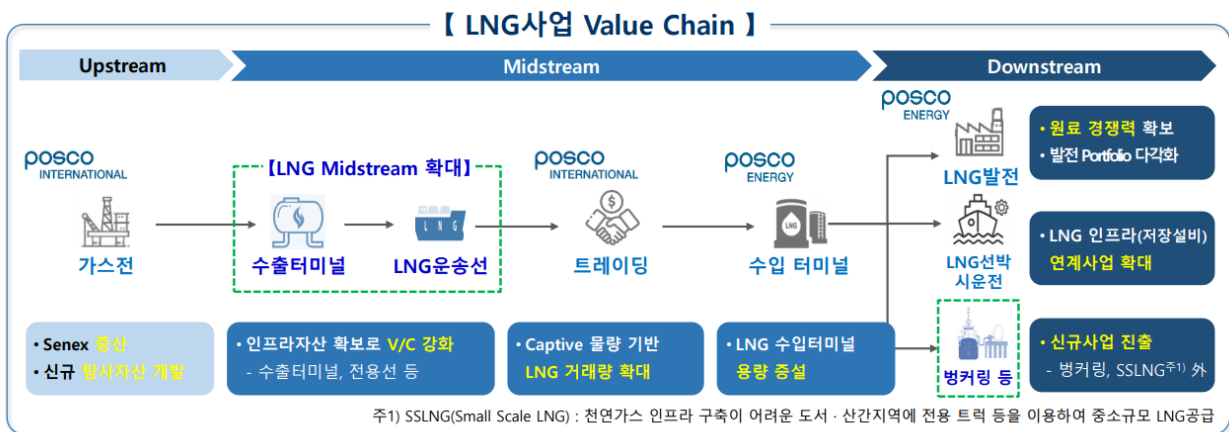 【 LNG사업 Value Chain 】
Upstream
Midstream
Downstream
posco
INTERNATIONAL
가스전
【LNG Midstream 확대】
수출터미널
LNG
LNG운송선
posco
INTERNATIONAL
$
트레이딩
posco
ENERGY
LNG
수입 터미널
posco
ENERGY
LNG발전
LNG선박
시운전
벙커링 등
• 원료 경쟁력 확보
• 발전 Portfolio 다각화
• LNG 인프라(저장설비)
연계사업 확대
• Senex 증산
• 신규 탐사자산 개발
• 인프라자산 확보로 V/C 강화
- 수출터미널, 전용선 등
• Captive 물량 기반
LNG 거래량 확대
• LNG 수입터미널
용량 증설
• 신규사업 진출
- 벙커링, SSLNG주1) 外
주1) SSLNG(Small Scale LNG) : 천연가스 인프라 구축이 어려운 도서 · 산간지역에 전용 트럭 등을 이용하여 중소규모 LNG공급